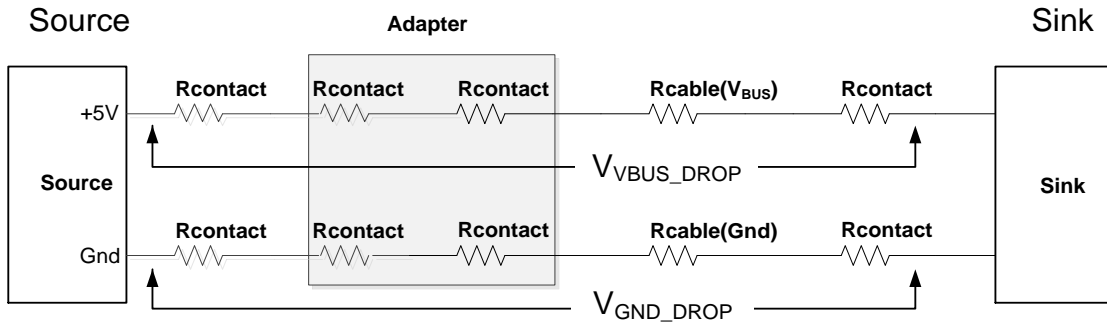 Source
Adapter
Sink
Rcontact Rcontact Rcontact Rcable(VBUS) Rcontact
+5V
VVBUS_DROP
Source
Sink
Rcontact Rcontact Rcontact Rcable(Gnd) Rcontact
Gnd
VGND_DROP